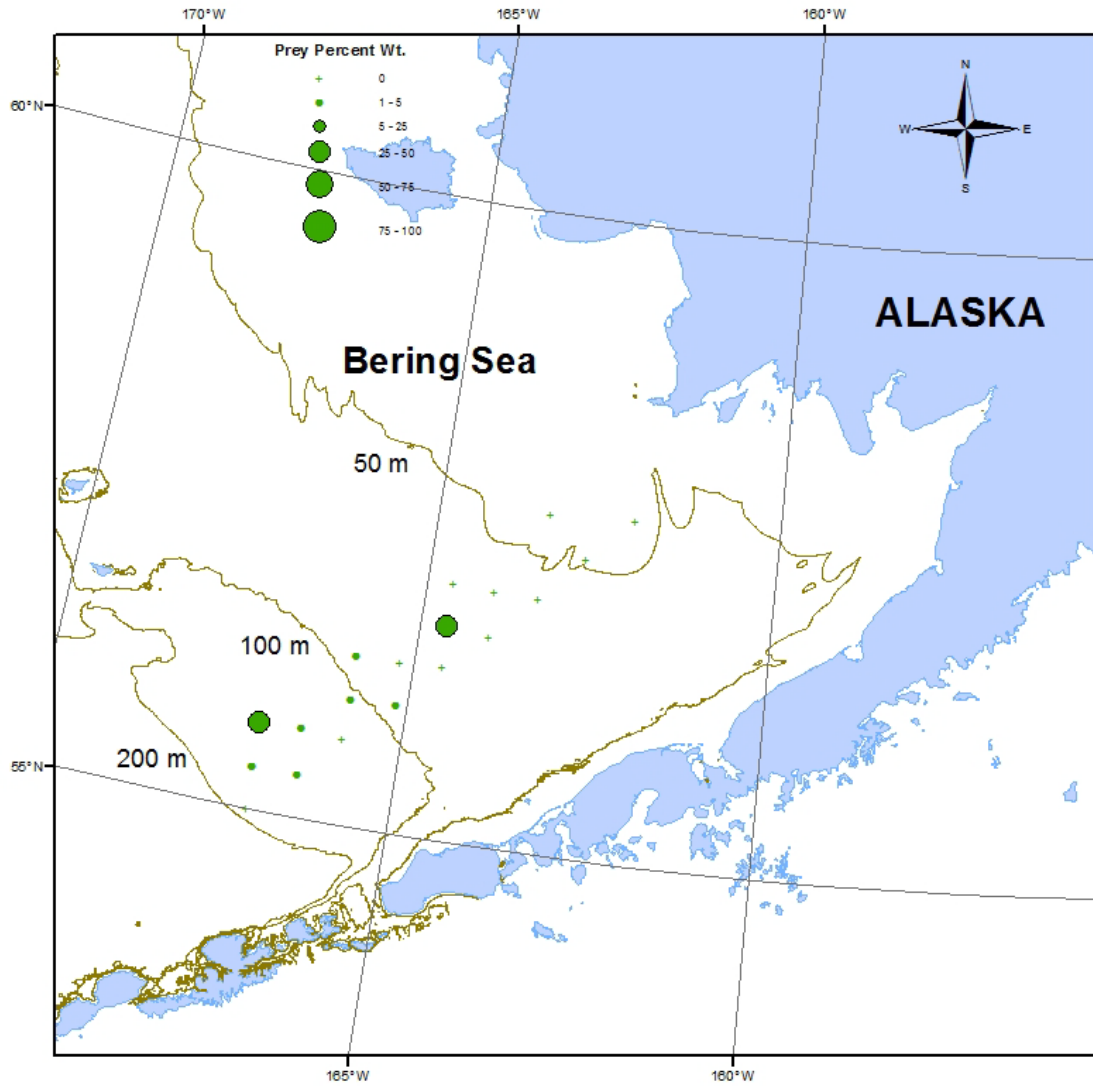 170°W 165°W 160°W
Prey Percent Wt.
0
1 - 5
5 - 25
25 - 50
50 - 75
75 - 100
N
W E
S
60°N
ALASKA
Bering Sea
50 m
100 m
200 m
55°N
165°W 160°W